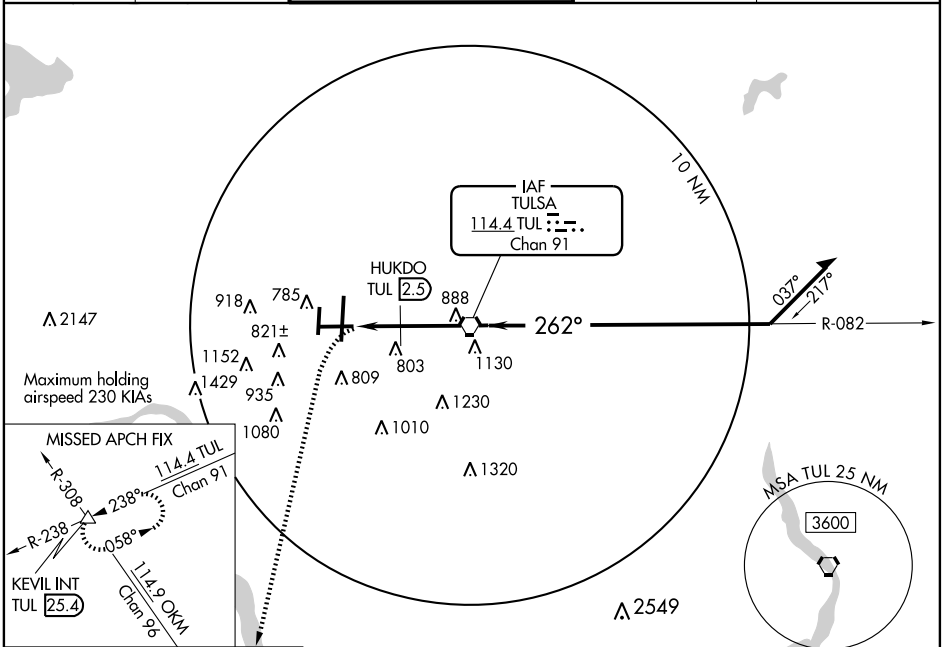 10 NM
IAF
TULSA
114.4 TUL
Chan 91
HUKDO
TUL 2.5
037°
217°
918
785
888
262°
R-082
2147
821±
1152
803
1130
Maximum holding
airspeed 230 KIAs
1429
935
809
1230
1080
1010
MISSED APCH FIX
114.4 TUL
Chan 91
R-308
238°
R-238
058°
KEVIL INT
TUL 25.4
114.9 OKM
Chan 96
1320
MSA TUL 25 NM
3600
2549